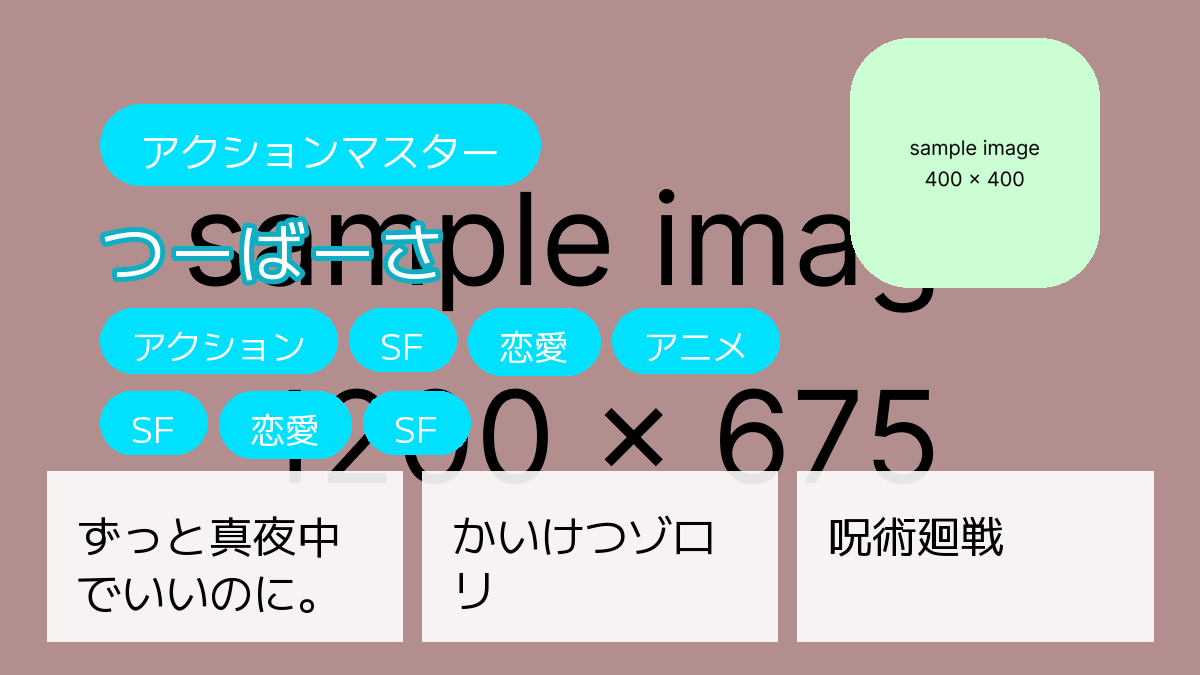 アクションマスター
sample image
400 × 400
sample imag
つーばーさ
アクション SF 恋愛 アニメ
1200 × 675
SF 恋愛 SF
ずっと真夜中
でいいのに。
かいけつゾロ
リ
呪術廻戦